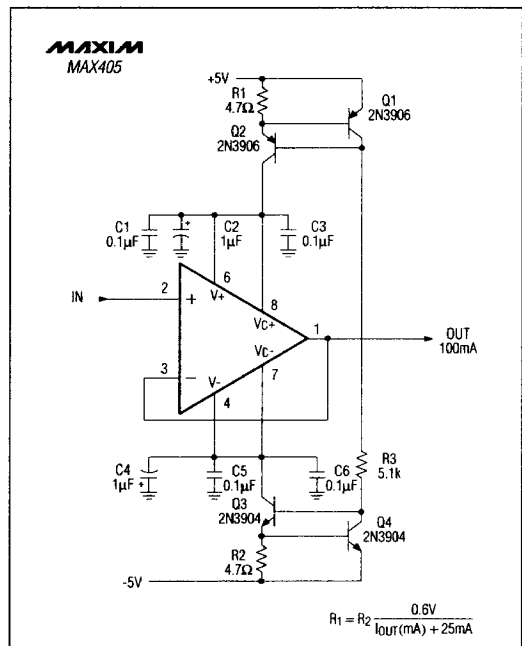 MAXIM
MAX405
+5V
R1
4.7Ω
Q1
2N3906
Q2
2N3906
C1
0.1µF
+
C2
1µF
C3
0.1µF
6
V+
8
VC+
IN
2
+
1
OUT
100mA
3
−
VC-
7
V-
4
R3
5.1k
C4
1µF
+
C5
0.1µF
C6
0.1µF
Q3
2N3904
Q4
2N3904
R2
4.7Ω
-5V
R1 = R2 0.6V
IOUT(mA) + 25mA